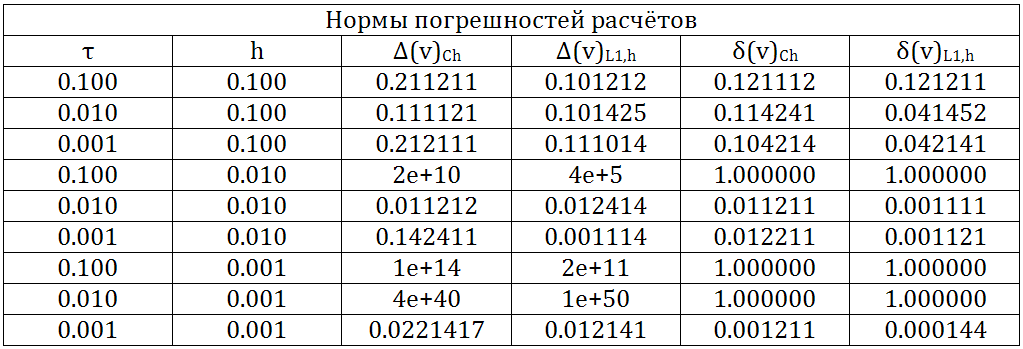 Нормы погрешностей расчётов
τ h Δ(v)Ch Δ(v)L1,h δ(v)Ch δ(v)L1,h
0.100 0.100 0.211211 0.101212 0.121112 0.121211
0.010 0.100 0.111121 0.101425 0.114241 0.041452
0.001 0.100 0.212111 0.111014 0.104214 0.042141
0.100 0.010 2e+10 4e+5 1.000000 1.000000
0.010 0.010 0.011212 0.012414 0.011211 0.001111
0.001 0.010 0.142411 0.001114 0.012211 0.001121
0.100 0.001 1e+14 2e+11 1.000000 1.000000
0.010 0.001 4e+40 1e+50 1.000000 1.000000
0.001 0.001 0.0221417 0.012141 0.001211 0.000144